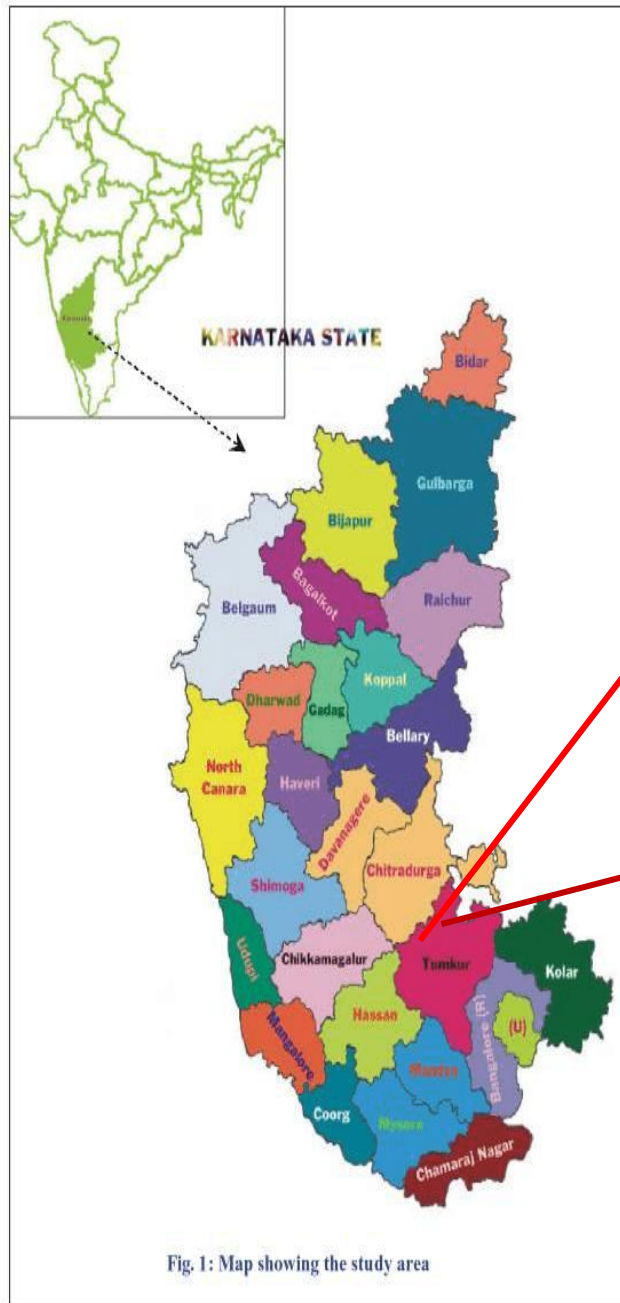 KARNATAKA STATE
Bidar
Gulbarga
Bijapur
Bagalkot
Raichur
Belgaum
Koppal
Dharwad
Gadag
Bellary
North
Canara
Haveri
Davanagere
Chitradurga
Shimoga
Udupi
Chikkamagalur
Tumkur
Kolar
Hassan
Bangalore (R)
(U)
Mangalore
Coorg
Mysore
Chamaraj Nagar
Fig. 1: Map showing the study area